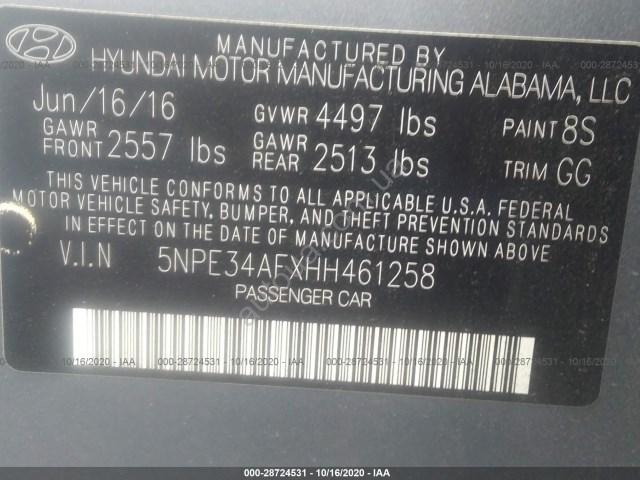 MANUFACTURED BY
HYUNDAI MOTOR MANUFACTURING ALABAMA, LLC
Jun/16/16 GVWR 4497 lbs PAINT 8S
GAWR FRONT 2557 lbs GAWR REAR 2513 lbs TRIM GG
THIS VEHICLE CONFORMS TO ALL APPLICABLE U.S.A. FEDERAL
MOTOR VEHICLE SAFETY, BUMPER, AND THEFT PREVENTION STANDARDS
IN EFFECT ON THE DATE OF MANUFACTURE SHOWN ABOVE
V.I.N 5NPE34AFXHH461258
PASSENGER CAR
000-28724531 - 10/16/2020 - IAA